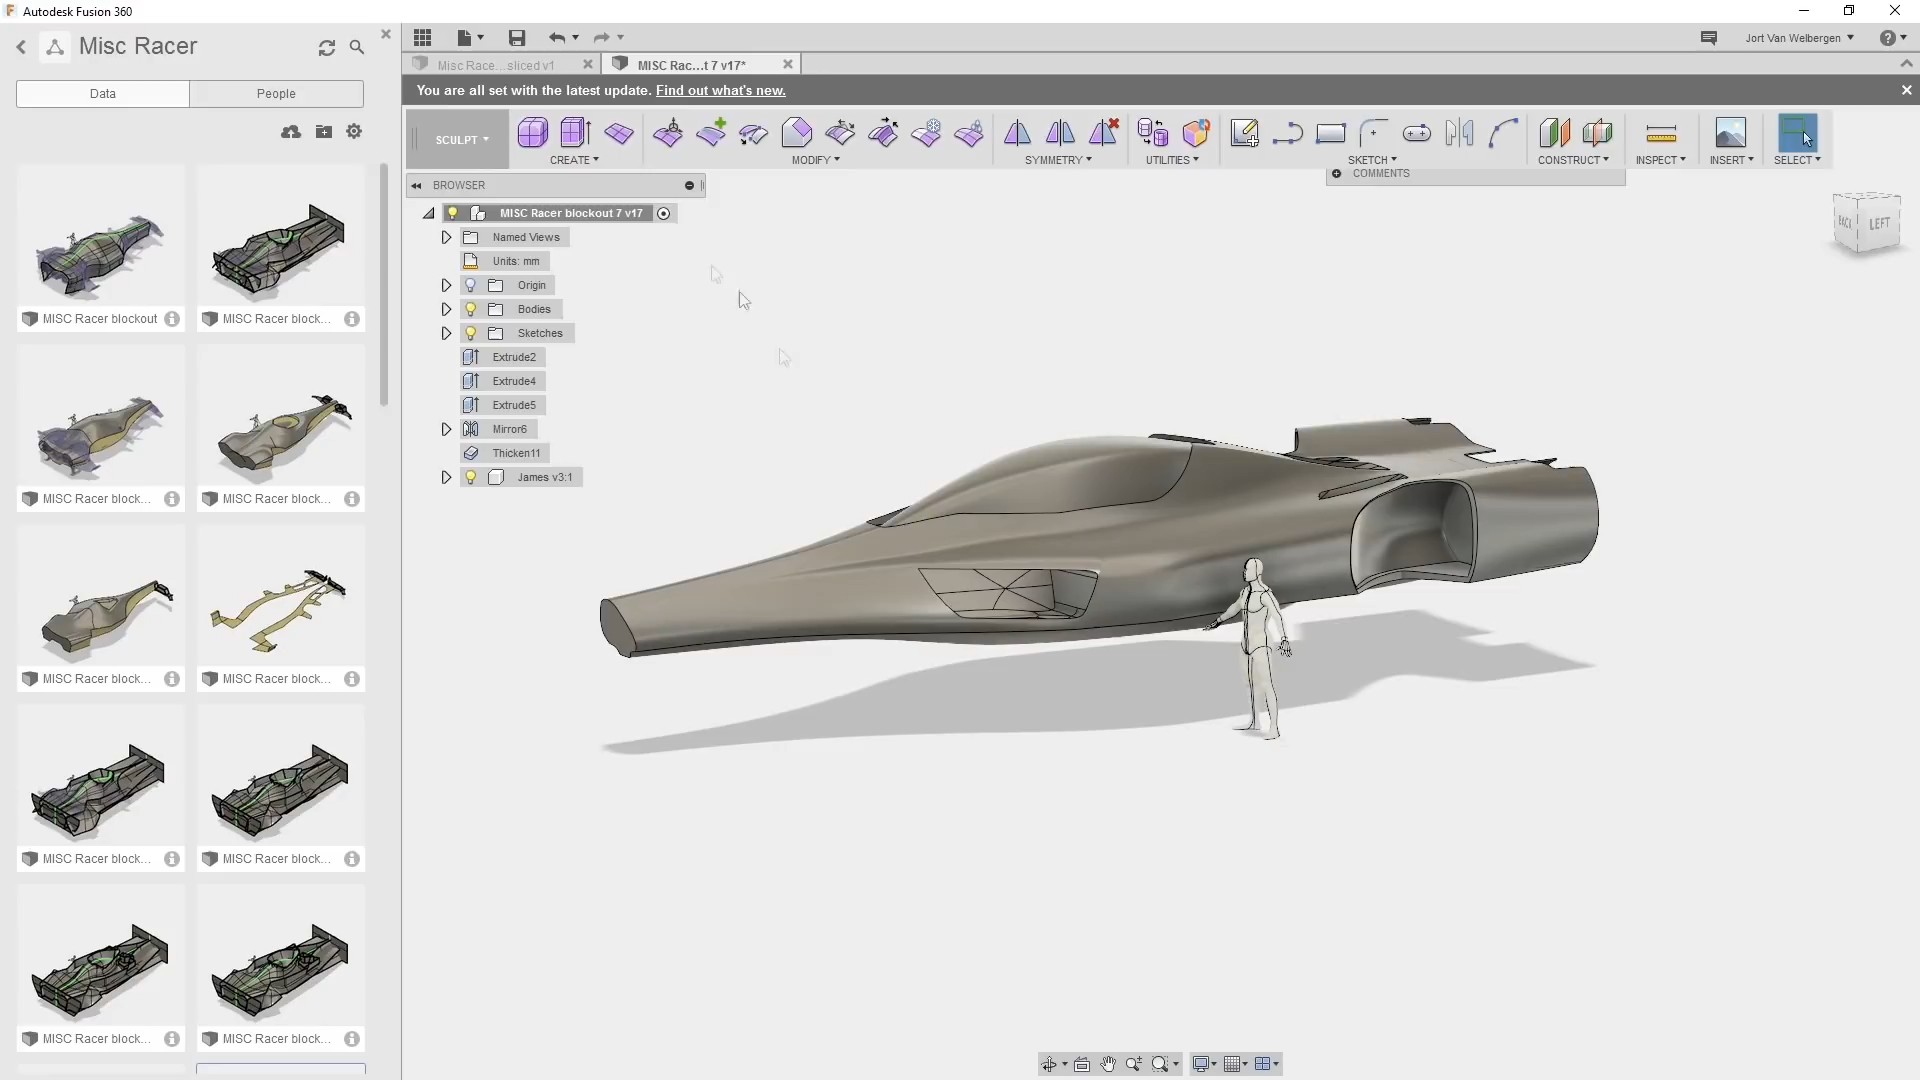 Autodesk Fusion 360
Misc Racer
Data
People
MISC Racer blockout
MISC Racer block...
MISC Racer block...
MISC Racer block...
MISC Racer block...
MISC Racer block...
MISC Racer block...
MISC Racer block...
MISC Racer block...
MISC Racer block...
Jort Van Welbergen
Misc Race...sliced v1
MISC Rac...t 7 v17*
You are all set with the latest update. Find out what's new.
SCULPT
CREATE
MODIFY
SYMMETRY
UTILITIES
SKETCH
CONSTRUCT
INSPECT
INSERT
SELECT
BROWSER
COMMENTS
MISC Racer blockout 7 v17
Named Views
Units: mm
Origin
Bodies
Sketches
Extrude2
Extrude4
Extrude5
Mirror6
Thicken11
James v3:1
BACK
LEFT